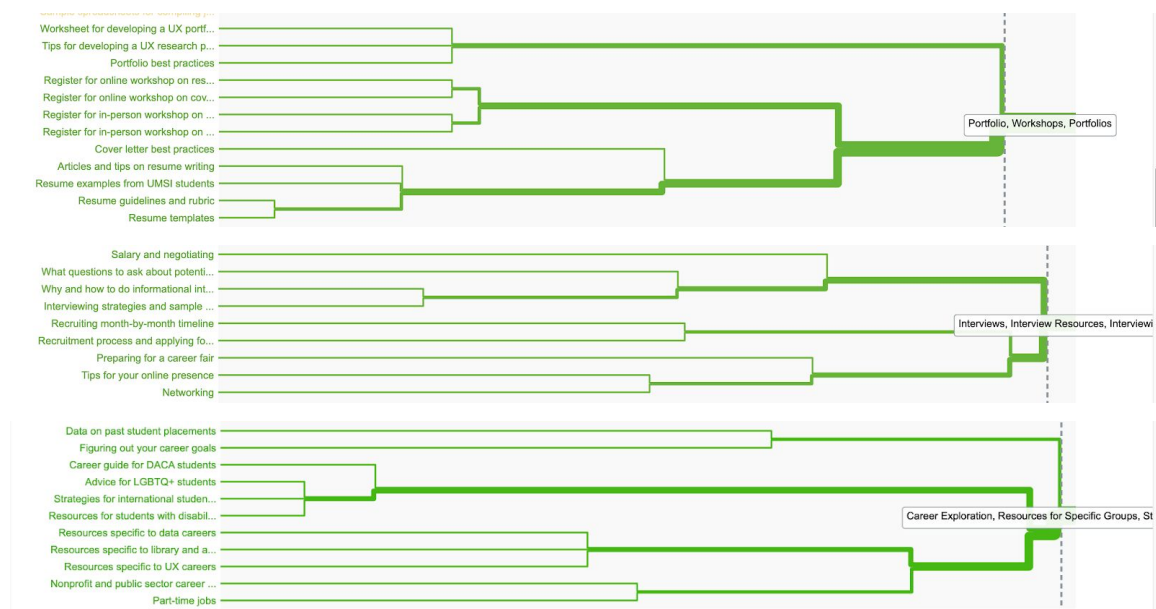 Worksheet for developing a UX portf...
Tips for developing a UX research p...
Portfolio best practices
Register for online workshop on res...
Register for online workshop on cov...
Register for in-person workshop on ...
Register for in-person workshop on ...
Portfolio, Workshops, Portfolios
Cover letter best practices
Articles and tips on resume writing
Resume examples from UMSI students
Resume guidelines and rubric
Resume templates
Salary and negotiating
What questions to ask about potenti...
Why and how to do informational int...
Interviewing strategies and sample ...
Recruiting month-by-month timeline
Interviews, Interview Resources, Interviewi
Recruitment process and applying fo...
Preparing for a career fair
Tips for your online presence
Networking
Data on past student placements
Figuring out your career goals
Career guide for DACA students
Advice for LGBTQ+ students
Strategies for international studen...
Resources for students with disabil...
Career Exploration, Resources for Specific Groups, St
Resources specific to data careers
Resources specific to library and a...
Resources specific to UX careers
Nonprofit and public sector career ...
Part-time jobs